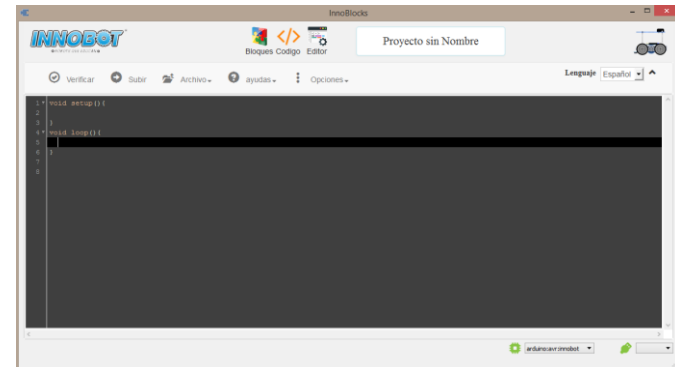 InnoBlocks
INNOBOT
Bloques Codigo Editor
Proyecto sin Nombre
Verificar Subir Archivo ayudas Opciones
Lenguaje Español
1 void setup(){
2
3 }
4 void loop(){
5
6 }
7
8
arduino:avr:innobot